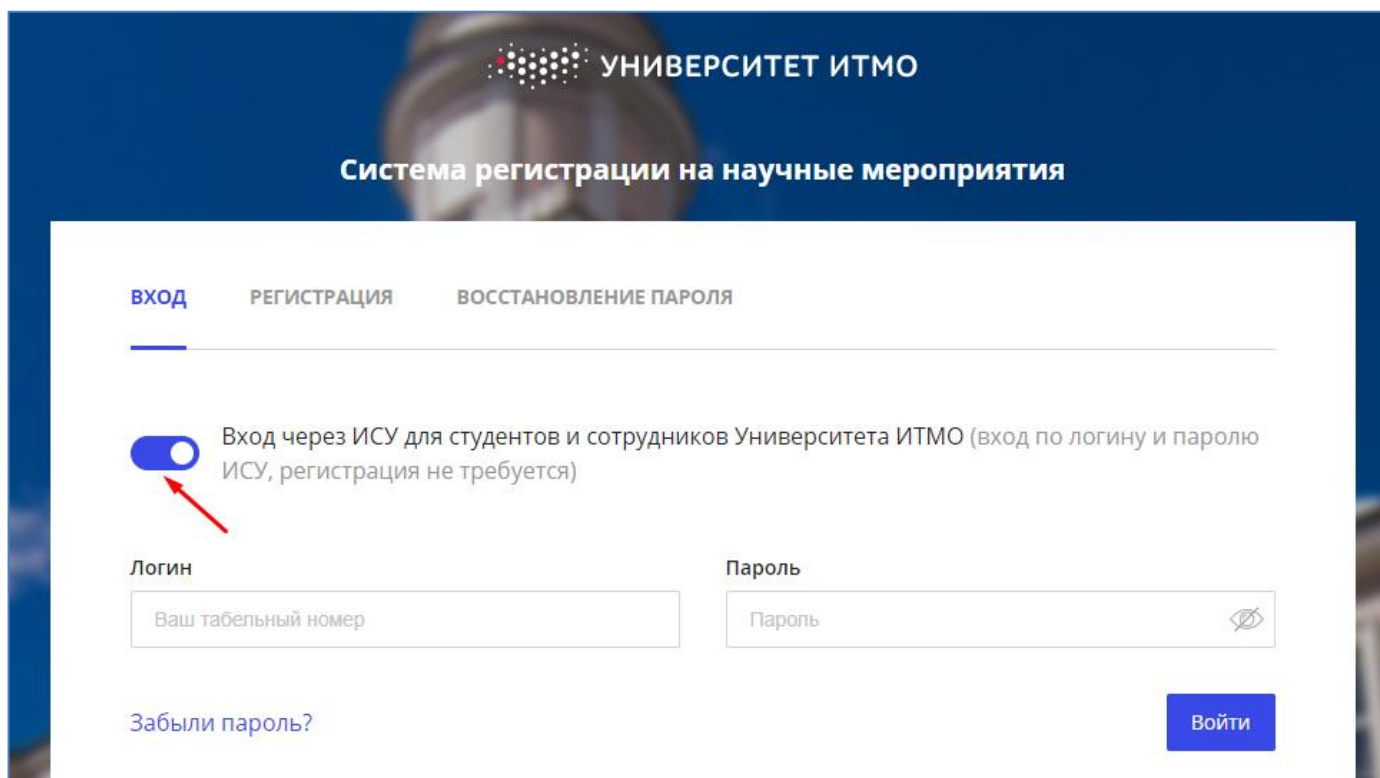 УНИВЕРСИТЕТ ИТМО
Система регистрации на научные мероприятия
ВХОД РЕГИСТРАЦИЯ ВОССТАНОВЛЕНИЕ ПАРОЛЯ
Вход через ИСУ для студентов и сотрудников Университета ИТМО (вход по логину и паролю
ИСУ, регистрация не требуется)
Логин Пароль
Ваш табельный номер Пароль
Забыли пароль? Войти